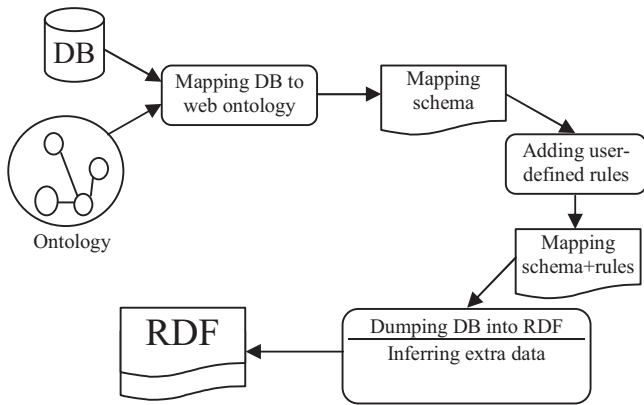 DB
Mapping DB to
web ontology
Mapping
schema
Adding user-
defined rules
Ontology
Mapping
schema+rules
Dumping DB into RDF
Inferring extra data
RDF